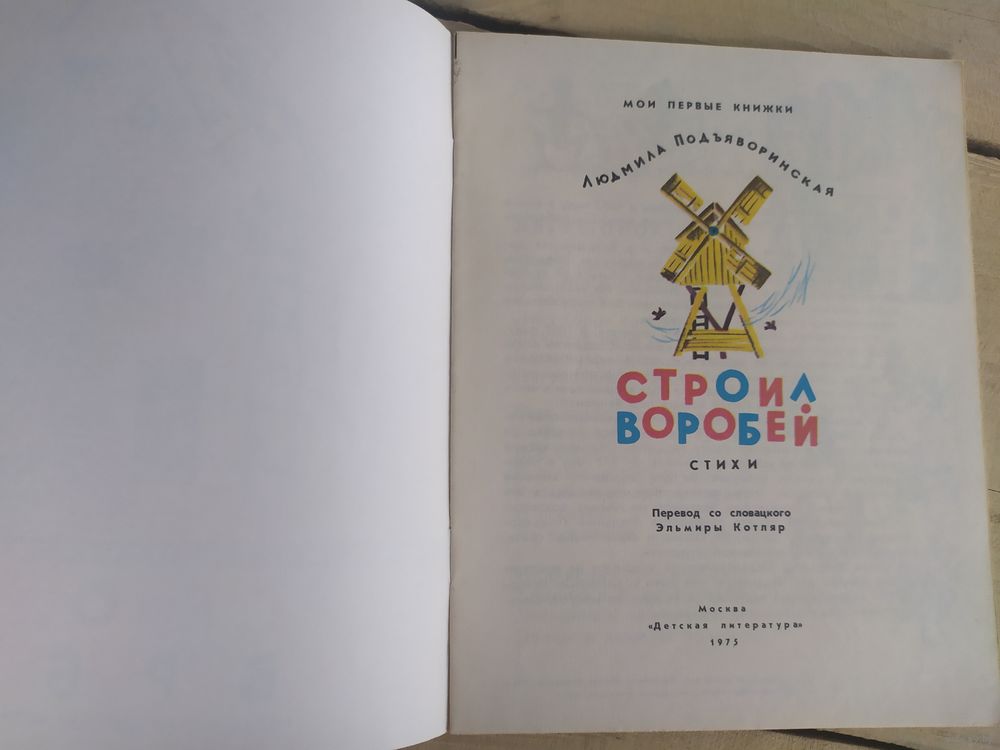 МОИ ПЕРВЫЕ КНИЖКИ
ЛЮДМИЛА ПОДЪЯВОРИНСКАЯ
СТРОИЛ
ВОРОБЕЙ
СТИХИ
Перевод со словацкого
Эльмиры Котляр
Москва
«Детская литература»
1975